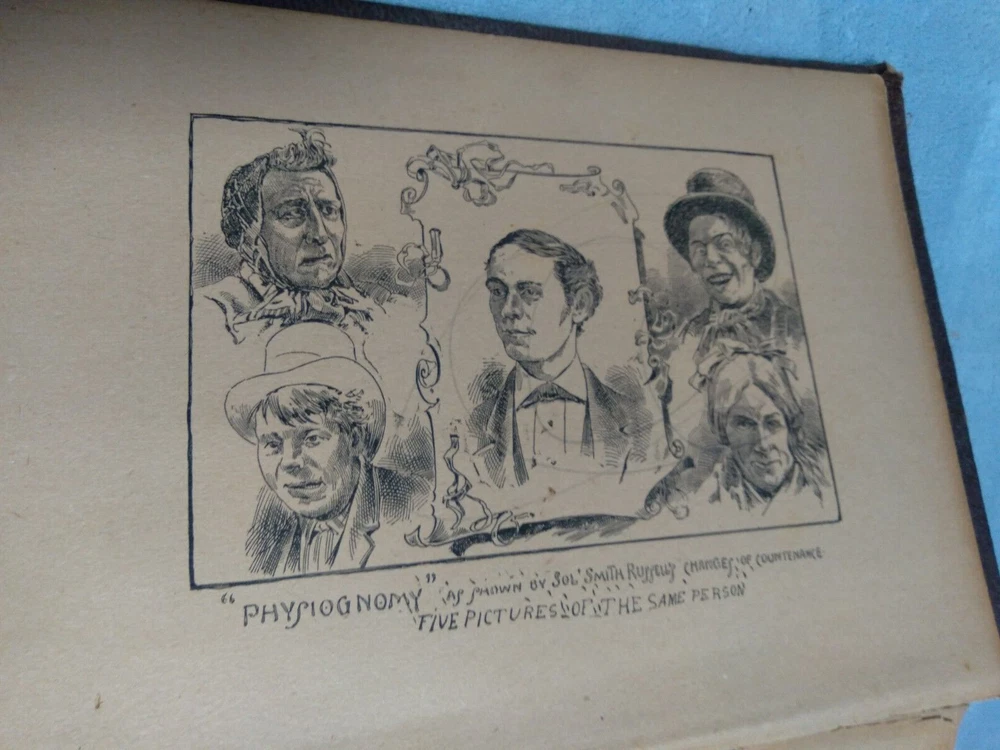 "PHYSIOGNOMY" AS SHOWN BY SOL SMITH RUSSELL'S CHANGES OF COUNTENANCE.
FIVE PICTURES OF THE SAME PERSON